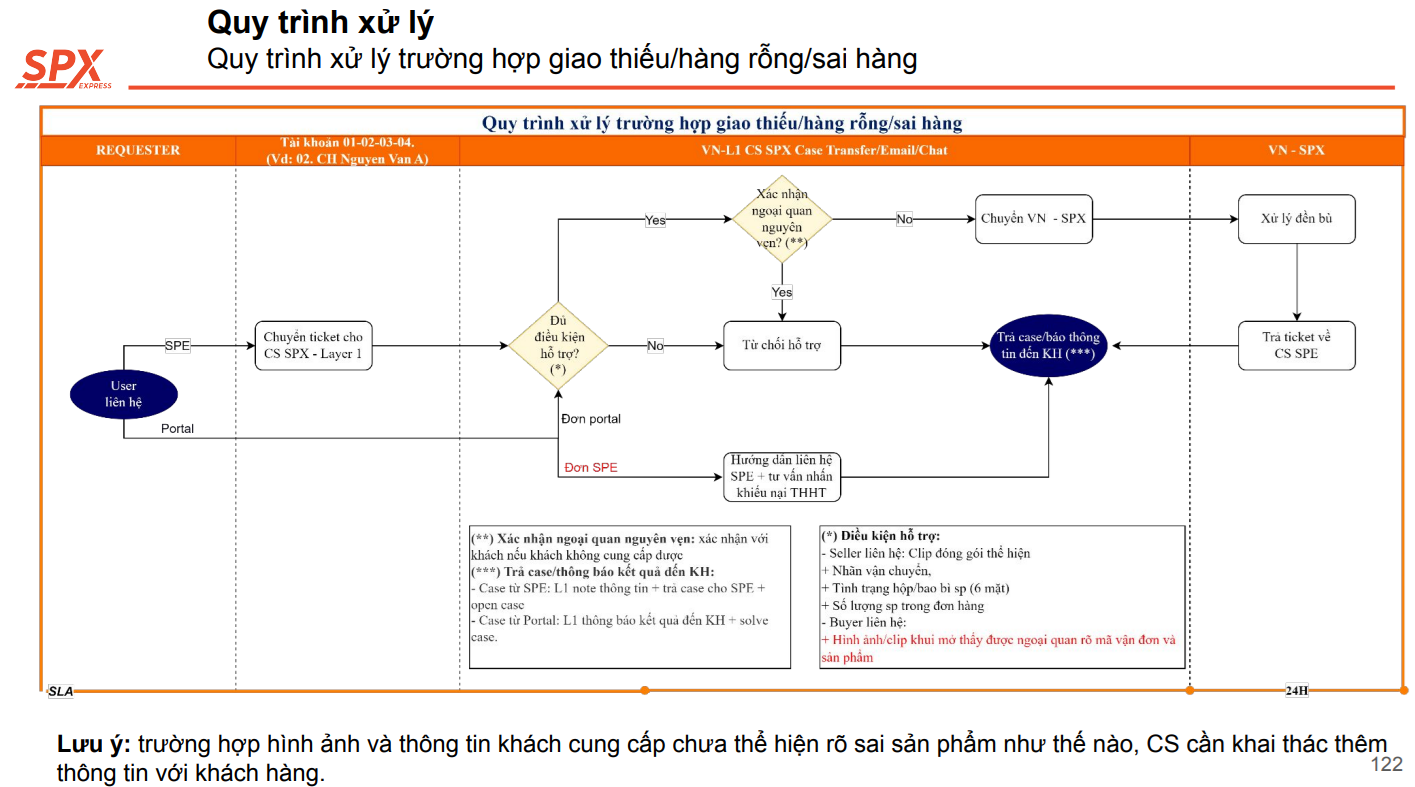 Quy trình xử lý
Quy trình xử lý trường hợp giao thiếu/hàng rỗng/sai hàng
SPX
EXPRESS
Quy trình xử lý trường hợp giao thiếu/hàng rỗng/sai hàng
REQUESTER
Tài khoản 01-02-03-04.
(Vd: 02. CH Nguyen Van A)
VN-L1 CS SPX Case Transfer/Email/Chat
VN - SPX
Xác nhận
ngoại quan
nguyên
vẹn? (**)
Yes
No
Chuyển VN - SPX
Xử lý đền bù
Yes
Đủ
điều kiện
hỗ trợ?
(*)
SPE
Chuyển ticket cho
CS SPX - Layer 1
No
Từ chối hỗ trợ
Trả case/báo thông
tin đến KH (***)
Trả ticket về
CS SPE
User
liên hệ
Portal
Đơn portal
Đơn SPE
Hướng dẫn liên hệ
SPE + tư vấn nhấn
khiếu nại THHT
(**) Xác nhận ngoại quan nguyên vẹn: xác nhận với
khách nếu khách không cung cấp được
(***) Trả case/thông báo kết quả đến KH:
- Case từ SPE: L1 note thông tin + trả case cho SPE +
open case
- Case từ Portal: L1 thông báo kết quả đến KH + solve
case.
(*) Điều kiện hỗ trợ:
- Seller liên hệ: Clip đóng gói thể hiện
+ Nhãn vận chuyển,
+ Tình trạng hộp/bao bì sp (6 mặt)
+ Số lượng sp trong đơn hàng
- Buyer liên hệ:
+ Hình ảnh/clip khui mở thấy được ngoại quan rõ mã vận đơn và
sản phẩm
SLA
24H
Lưu ý: trường hợp hình ảnh và thông tin khách cung cấp chưa thể hiện rõ sai sản phẩm như thế nào, CS cần khai thác thêm
thông tin với khách hàng.
122